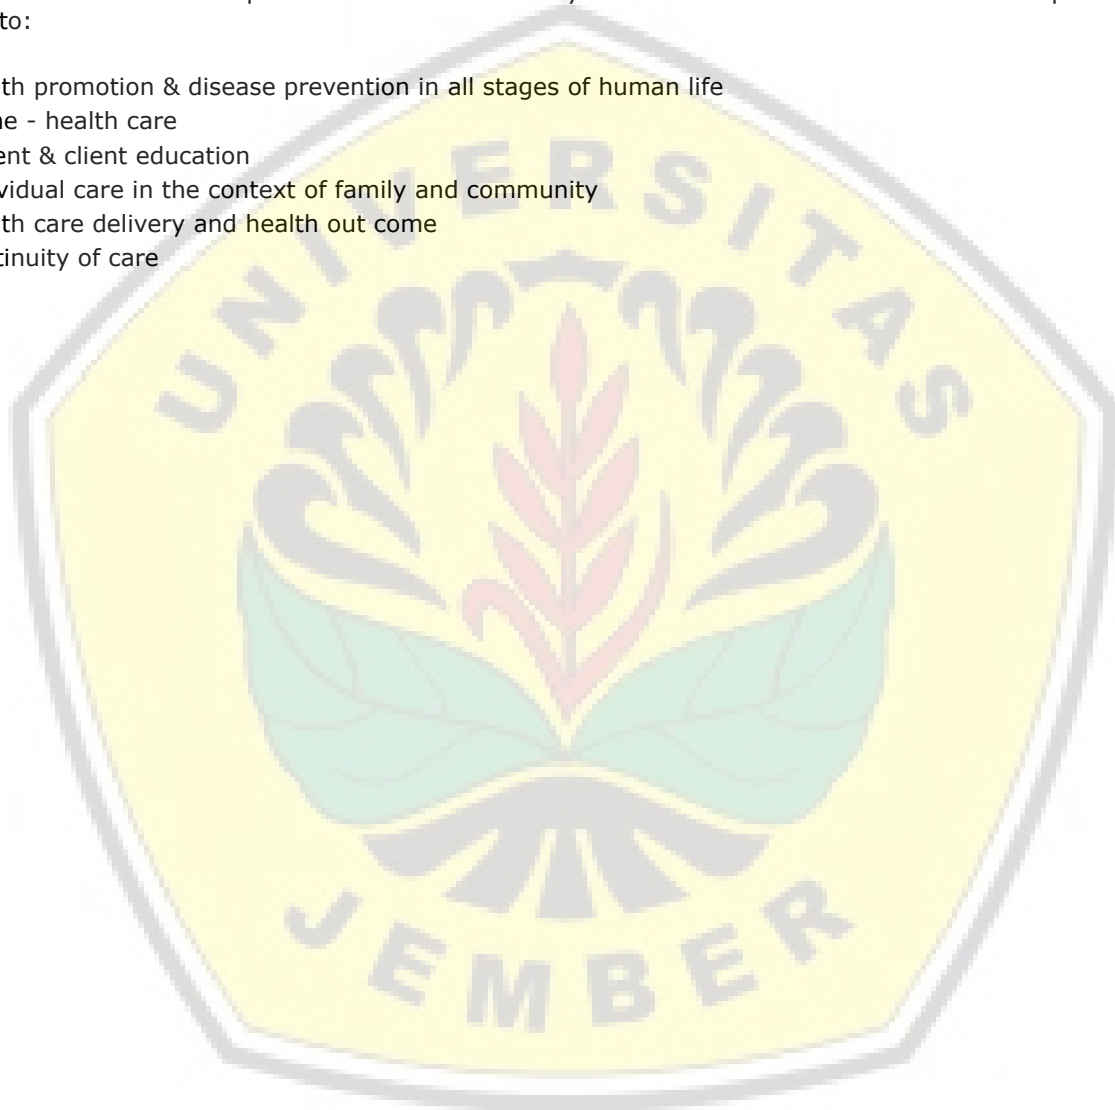 to:
th promotion & disease prevention in all stages of human life
e - health care
ent & client education
vidual care in the context of family and community
th care delivery and health out come
tinuity of care
UNIVERSITAS
JEMBER